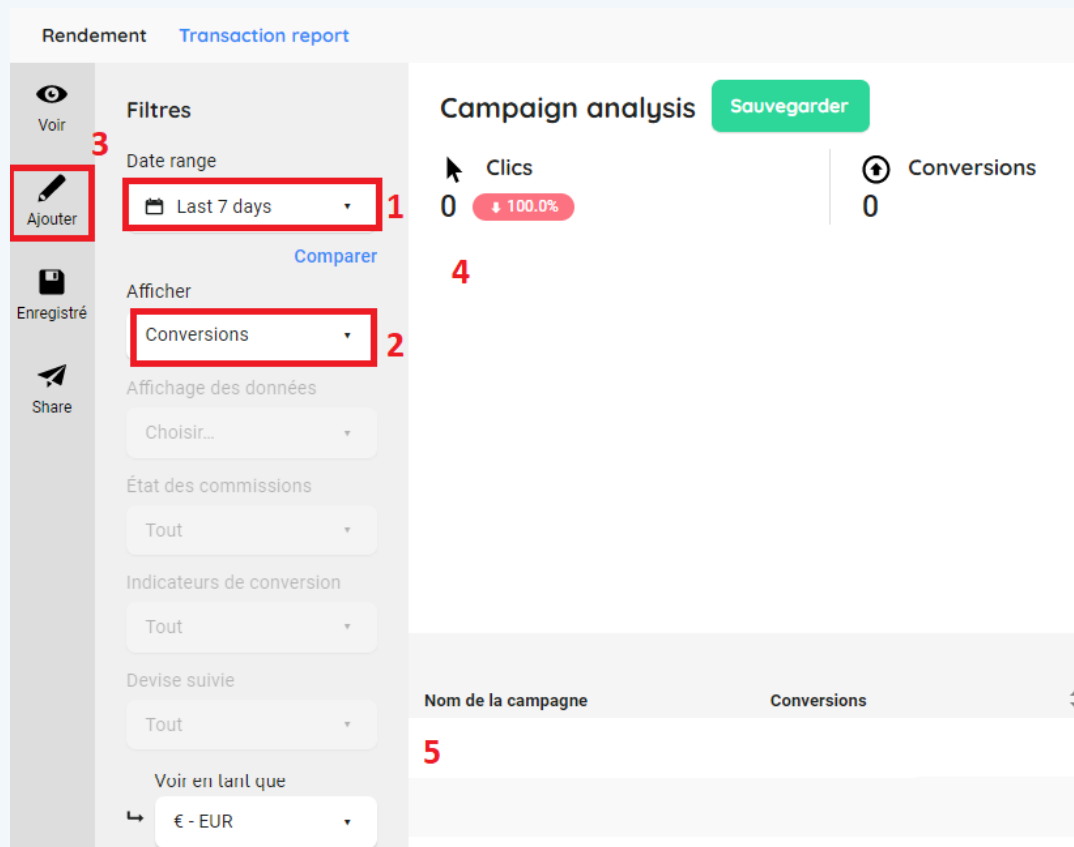 Rendement Transaction report
Voir
3
Ajouter
Enregistré
Share
Filtres
Date range
Last 7 days
1
Comparer
Afficher
Conversions
2
Affichage des données
Choisir...
État des commissions
Tout
Indicateurs de conversion
Tout
Devise suivie
Tout
Voir en tant que
€ - EUR
Campaign analysis Sauvegarder
Clics
0 100.0%
Conversions
0
4
Nom de la campagne Conversions
5